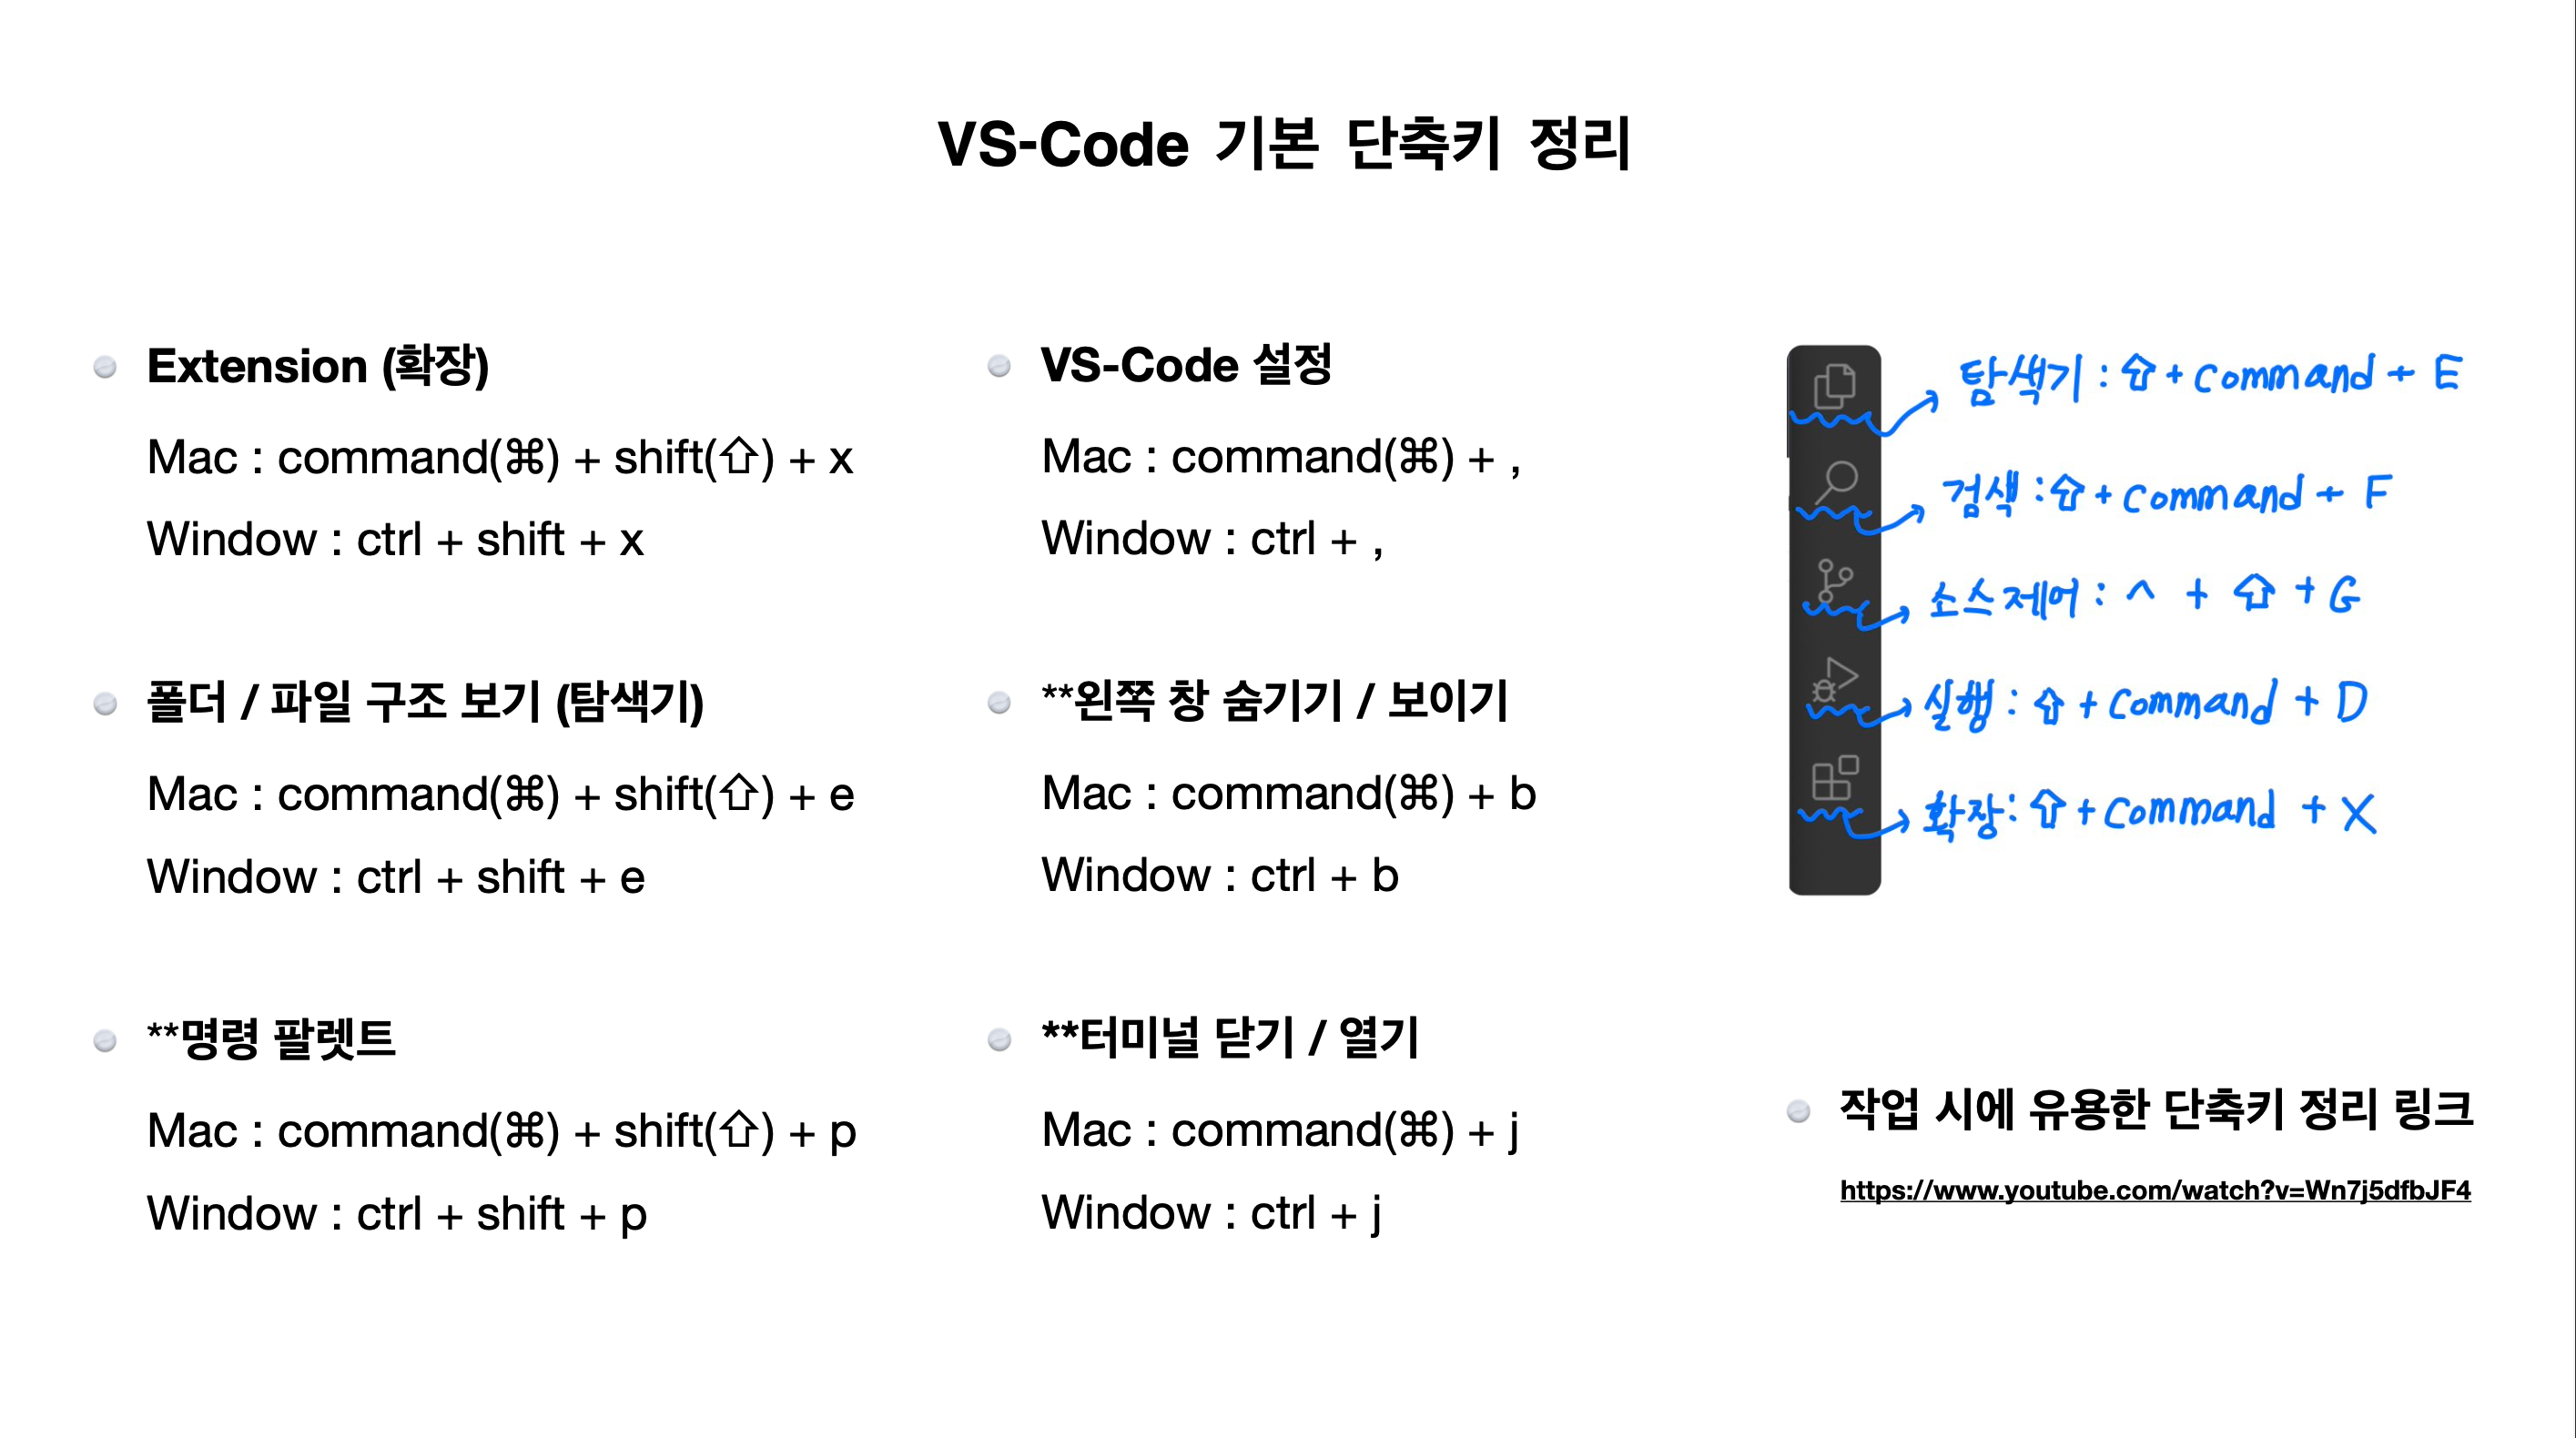 VS-Code 기본 단축키 정리
Extension (확장)
Mac : command(⌘) + shift(⇧) + x
Window : ctrl + shift + x
폴더 / 파일 구조 보기 (탐색기)
Mac : command(⌘) + shift(⇧) + e
Window : ctrl + shift + e
**명령 팔렛트
Mac : command(⌘) + shift(⇧) + p
Window : ctrl + shift + p
VS-Code 설정
Mac : command(⌘) + ,
Window : ctrl + ,
**왼쪽 창 숨기기 / 보이기
Mac : command(⌘) + b
Window : ctrl + b
**터미널 닫기 / 열기
Mac : command(⌘) + j
Window : ctrl + j
탐색기 : ⇧ + command + E
검색 : ⇧ + command + F
소스제어 : ^ + ⇧ + G
실행 : ⇧ + command + D
확장 : ⇧ + command + X
작업 시에 유용한 단축키 정리 링크
https://www.youtube.com/watch?v=Wn7j5dfbJF4